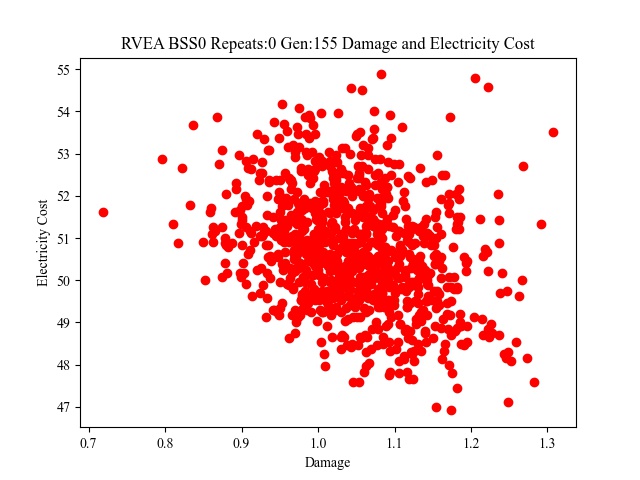 RVEA BSS0 Repeats:0 Gen:155 Damage and Electricity Cost
55
54
53
52
51
50
49
48
47
Electricity Cost
0.7 0.8 0.9 1.0 1.1 1.2 1.3
Damage